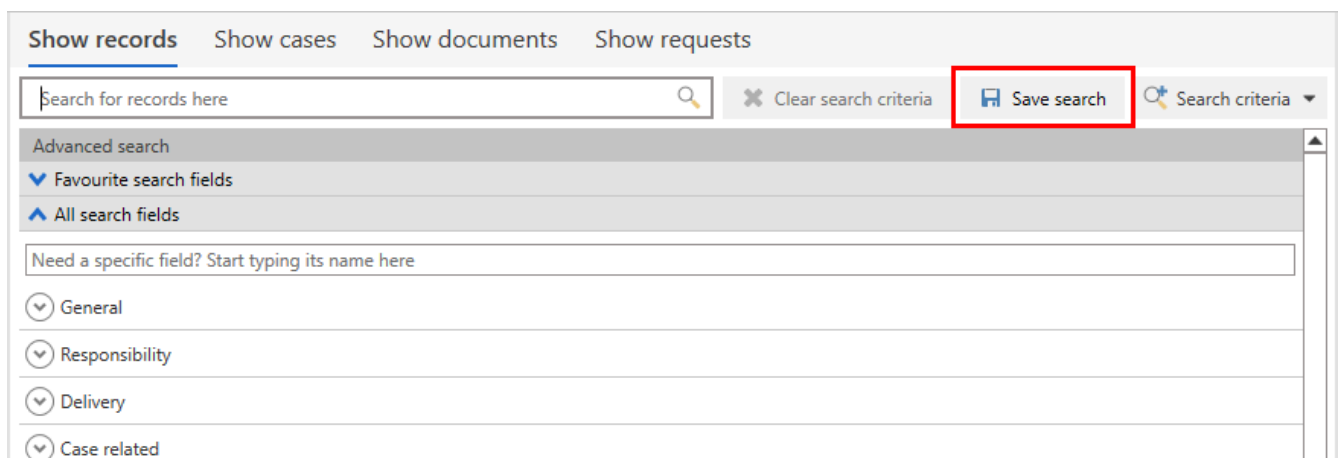 Show records Show cases Show documents Show requests
Search for records here Clear search criteria Save search Search criteria
Advanced search
Favourite search fields
All search fields
Need a specific field? Start typing its name here
General
Responsibility
Delivery
Case related